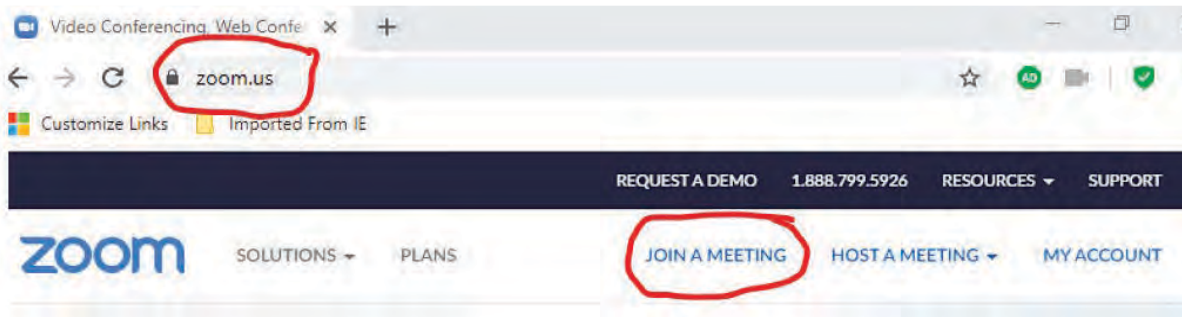 Video Conferencing, Web Confe
zoom.us
Customize Links Imported From IE
REQUEST A DEMO 1.888.799.5926 RESOURCES SUPPORT
zoom SOLUTIONS PLANS JOIN A MEETING HOST A MEETING MY ACCOUNT